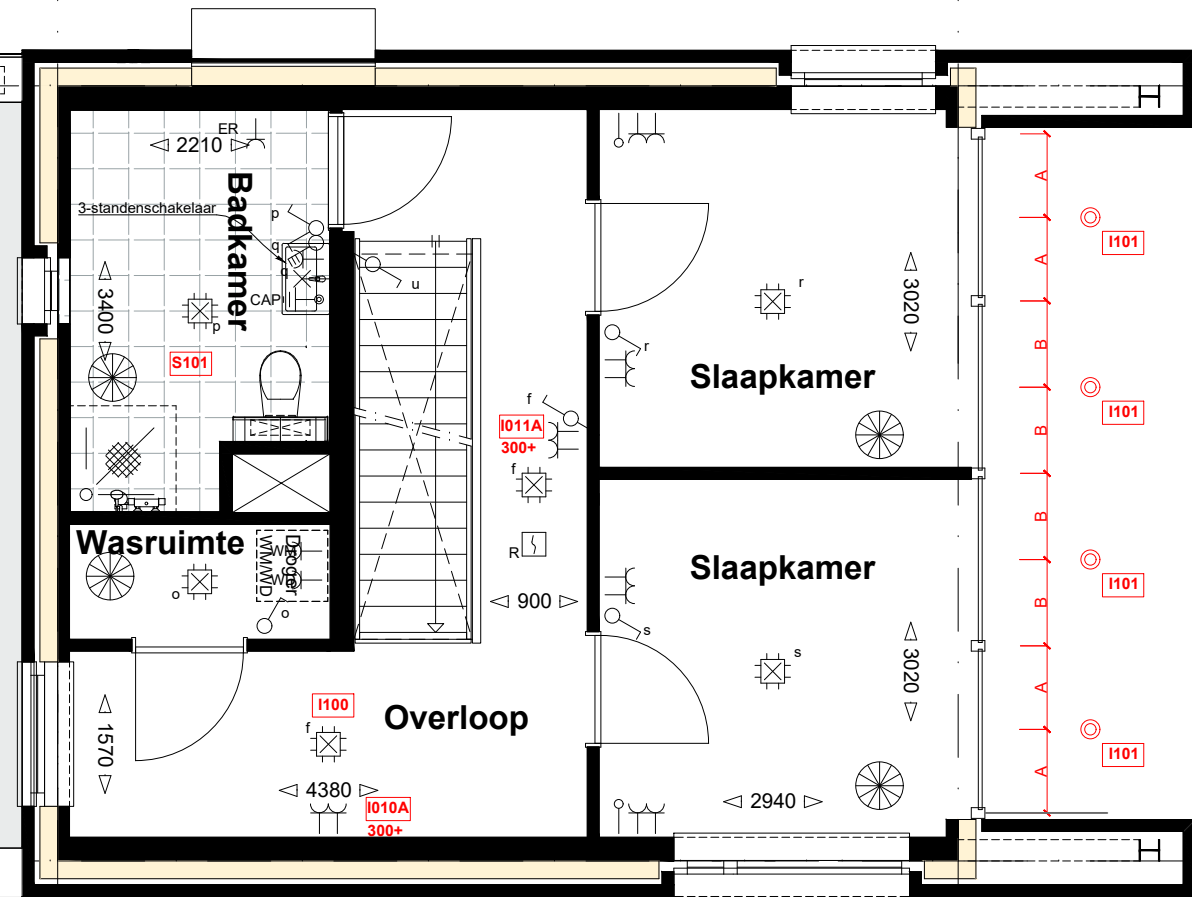 ER
2210
Badkamer
3-standenschakelaar
p
q
q
CAP
3400
p
S101
u
I011A
300+
f
f
R
900
Slaapkamer
r
r
3020
Slaapkamer
s
s
3020
2940
Wasruimte
Droger
WM/WD
WM
WD
o
o
1570
I100
f
Overloop
4380
I010A
300+
A
A
B
B
B
B
A
A
I101
I101
I101
I101